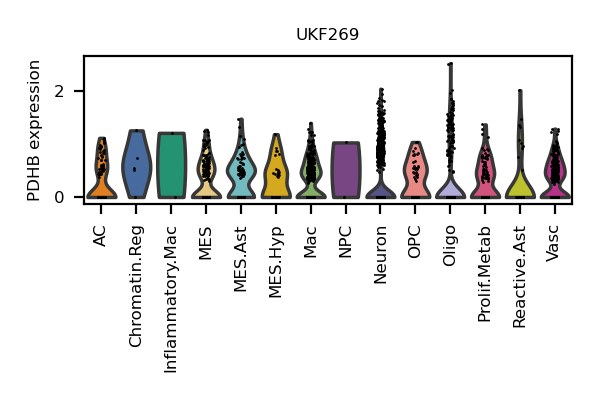 UKF269
PDHB expression
2
0
AC
Chromatin.Reg
Inflammatory.Mac
MES
MES.Ast
MES.Hyp
Mac
NPC
Neuron
OPC
Oligo
Prolif.Metab
Reactive.Ast
Vasc